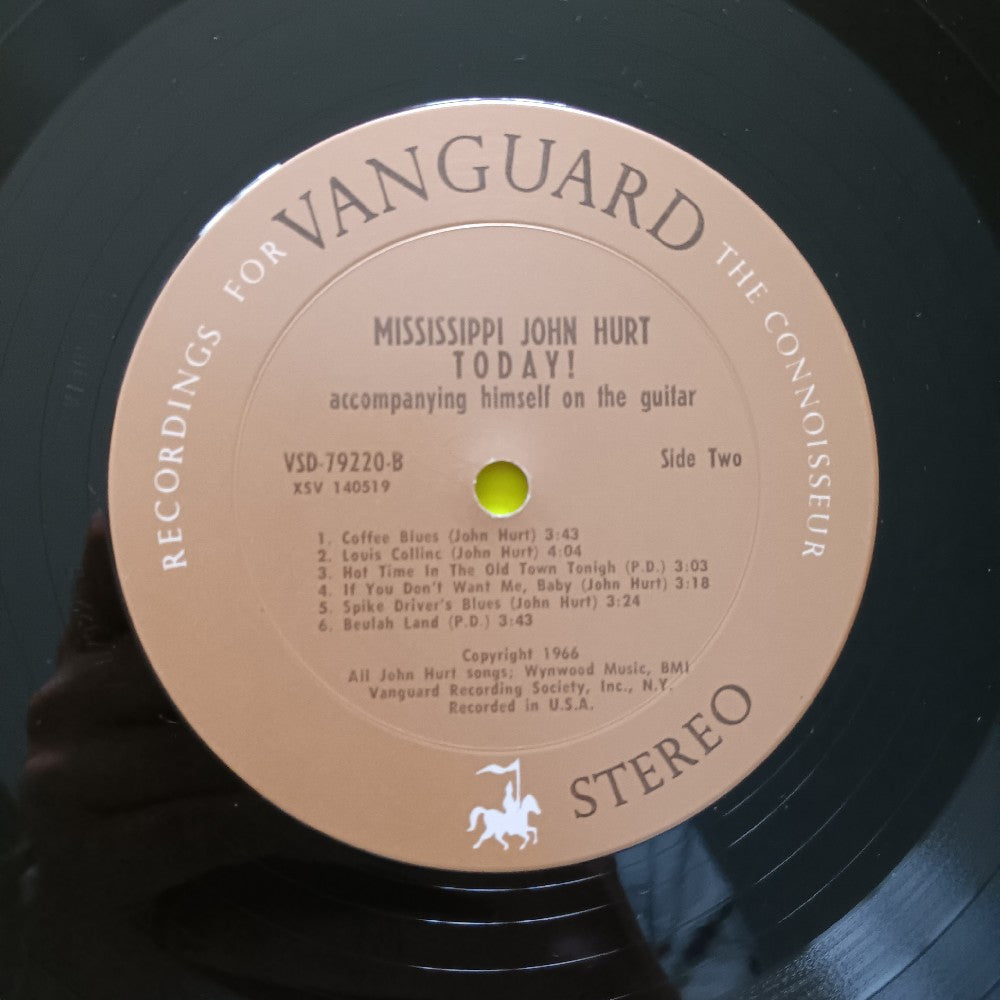 RECORDINGS FOR VANGUARD THE CONNOISSEUR
MISSISSIPPI JOHN HURT
TODAY!
accompanying himself on the guitar
VSD-79220-B Side Two
XSV 140519
1. Coffee Blues (John Hurt) 3:43
2. Louis Collinc (John Hurt) 4:04
3. Hot Time In The Old Town Tonigh (P.D.) 3:03
4. If You Don't Want Me, Baby (John Hurt) 3:18
5. Spike Driver's Blues (John Hurt) 3:24
6. Beulah Land (P.D.) 3:43
Copyright 1966
All John Hurt songs; Wynwood Music, BMI
Vanguard Recording Society, Inc., N.Y.
Recorded in U.S.A.
STEREO